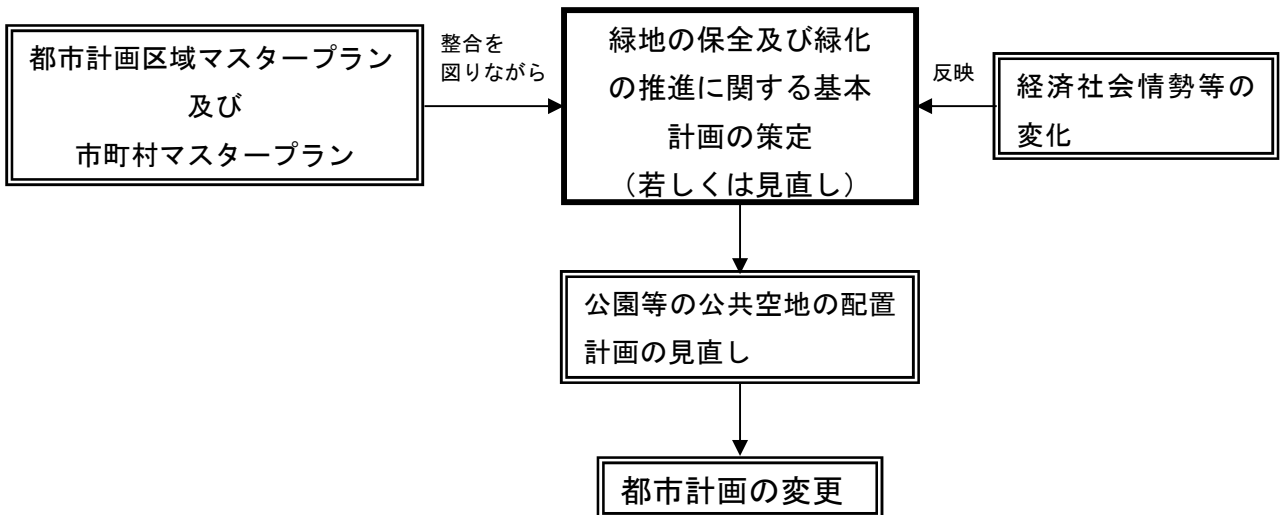 都市計画区域マスタープラン
及び
市町村マスタープラン
整合を
図りながら
緑地の保全及び緑化
の推進に関する基本
計画の策定
（若しくは見直し）
反映
経済社会情勢等の
変化
公園等の公共空地の配置
計画の見直し
都市計画の変更